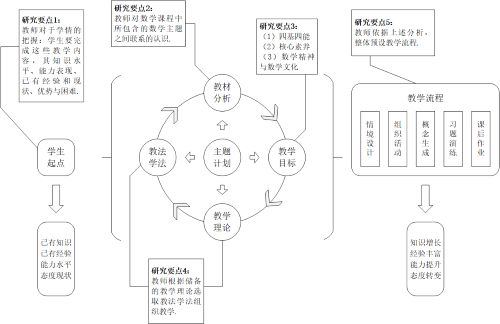 研究要点1:
教师对于学情的
把握: 学生要完
成这些教学内
容, 其知识水
平、能力表现、
已有经验和现
状、优势与困难.
研究要点2:
教师对数学课程中
所包含的数学主题
之间联系的认识.
研究要点3:
(1) 四基四能
(2) 核心素养
(3) 数学精神
与数学文化
研究要点5:
教师依据上述分析,
整体预设教学流程.
学生
起点
已有知识
已有经验
能力水平
态度现状
教材
分析
教法
学法
主题
计划
教学
目标
教学
理论
研究要点4:
教师根据储备
的教学理论选
取教法学法组
织教学.
教学流程
情境设计
组织活动
概念生成
习题演练
课后作业
知识增长
经验丰富
能力提升
态度转变